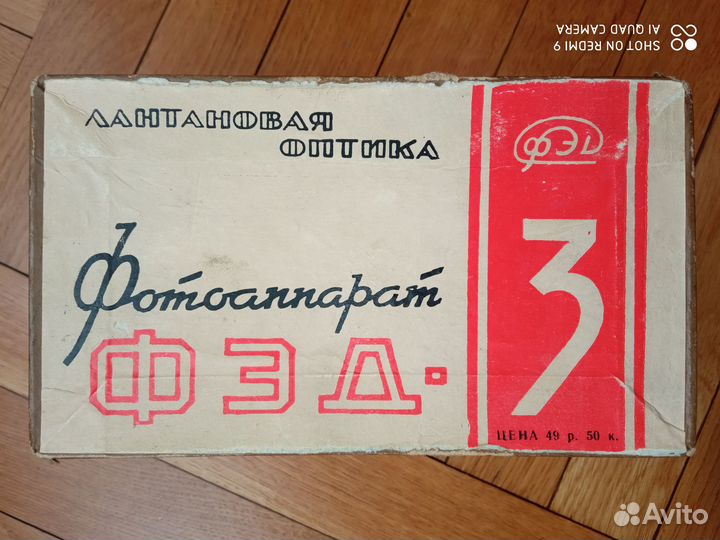 ЛАНТАНОВАЯ
ОПТИКА
Фотоаппарат
ФЭД-
ФЭД
3
ЦЕНА 49 р. 50 к.
SHOT ON REDMI 9
AI QUAD CAMERA
Avito